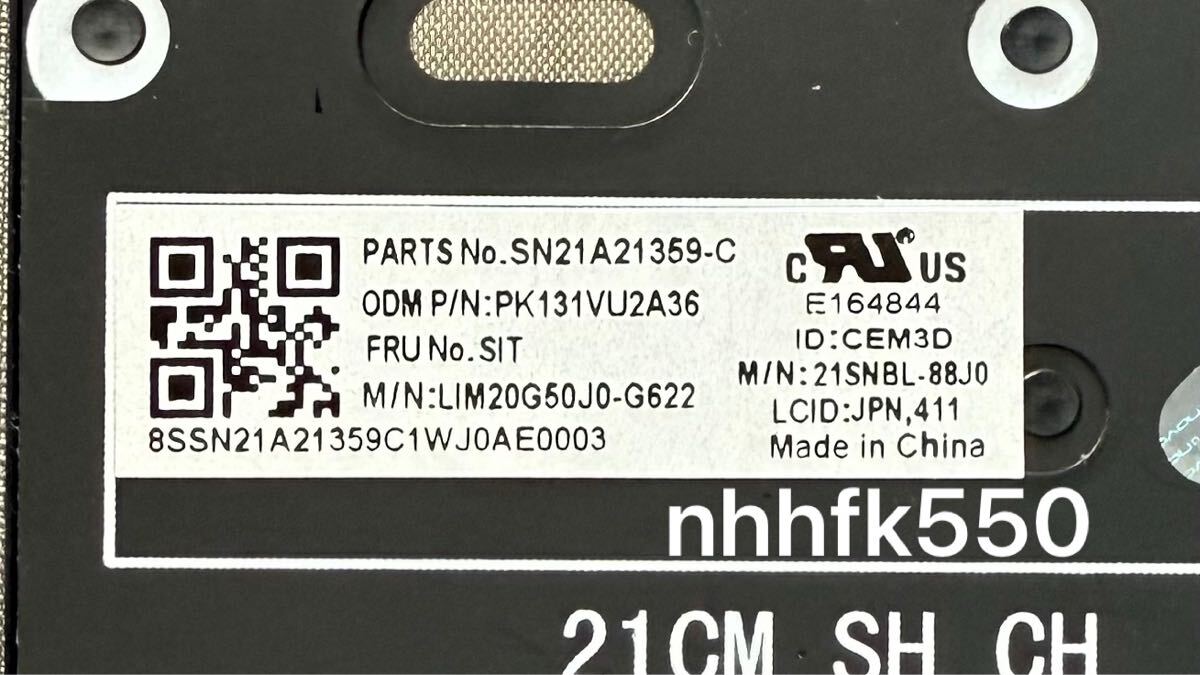 PARTS No.SN21A21359-C
ODM P/N:PK131VU2A36
FRU No.SIT
M/N:LIM20G50J0-G622
8SSN21A21359C1WJ0AE0003
C RU® US
E164844
ID:CEM3D
M/N:21SNBL-88J0
LCID:JPN,411
Made in China
nhhfk550
21CM SH CH